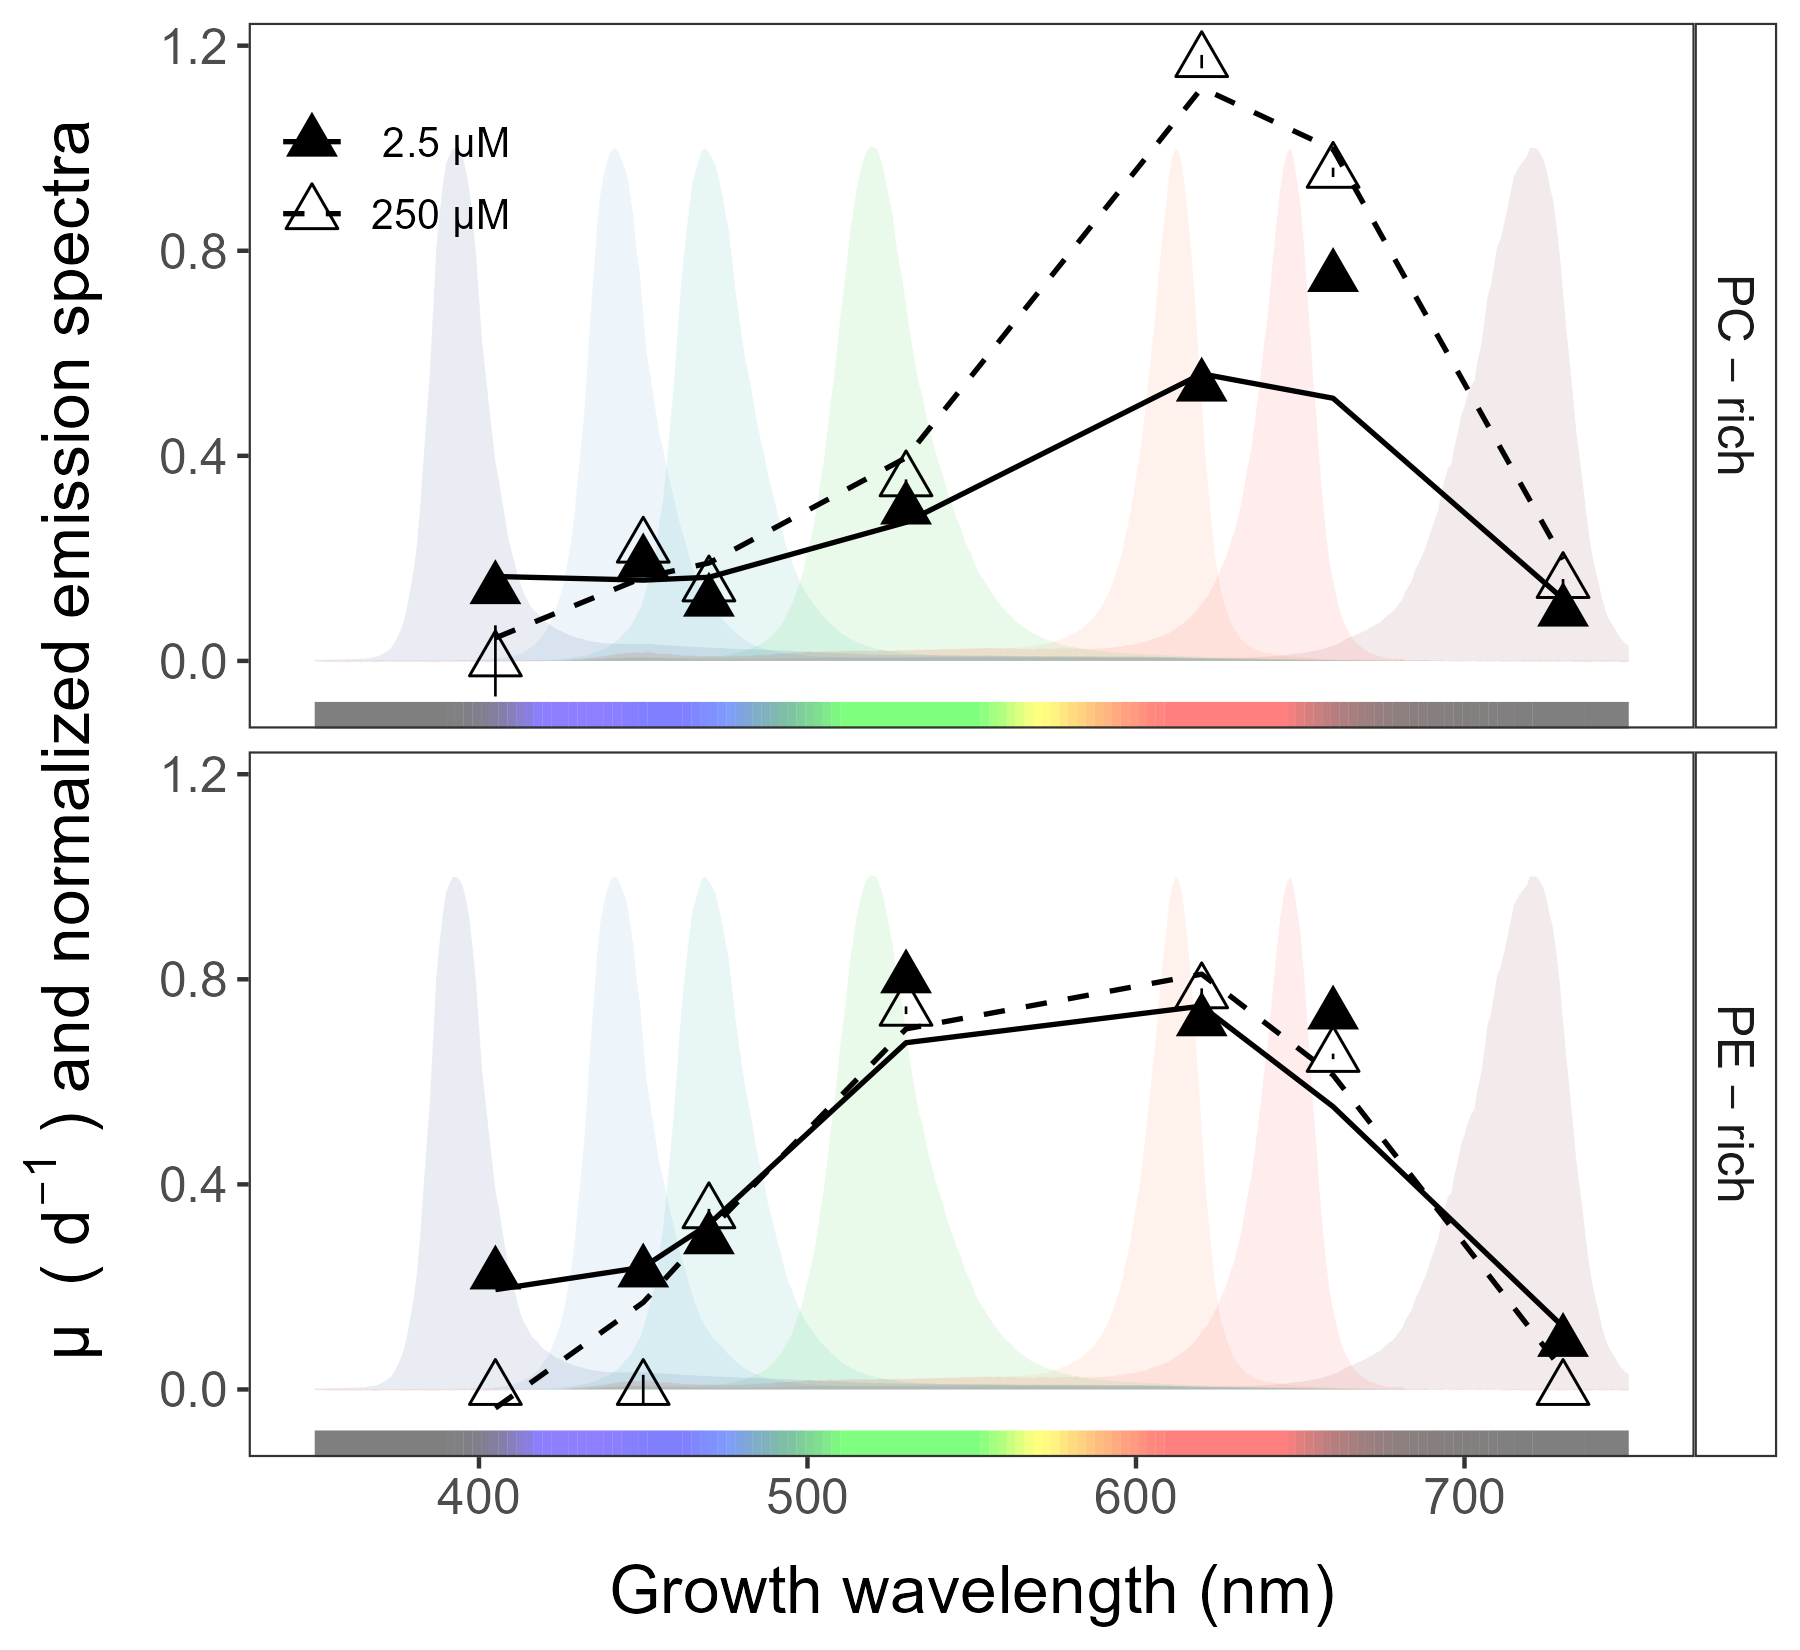 μ ( d⁻¹ ) and normalized emission spectra
1.2
0.8
0.4
0.0
2.5 µM
250 µM
PC – rich
1.2
0.8
0.4
0.0
PE – rich
400 500 600 700
Growth wavelength (nm)